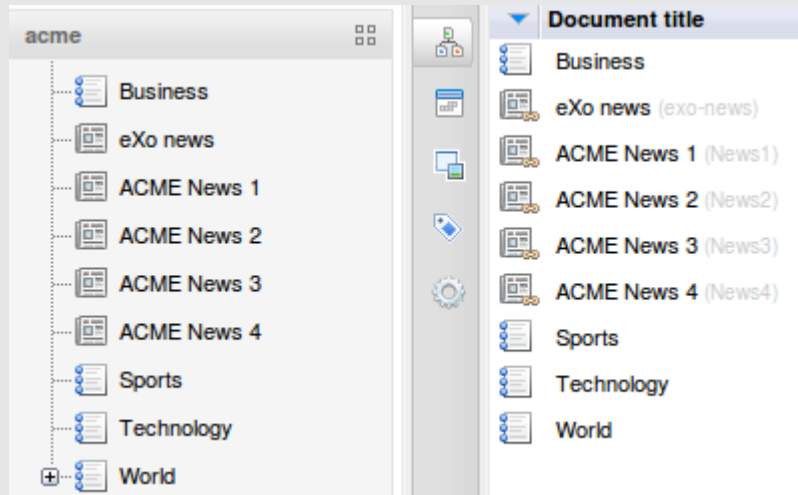 acme
Business
eXo news
ACME News 1
ACME News 2
ACME News 3
ACME News 4
Sports
Technology
World
Document title
Business
eXo news (exo-news)
ACME News 1 (News1)
ACME News 2 (News2)
ACME News 3 (News3)
ACME News 4 (News4)
Sports
Technology
World